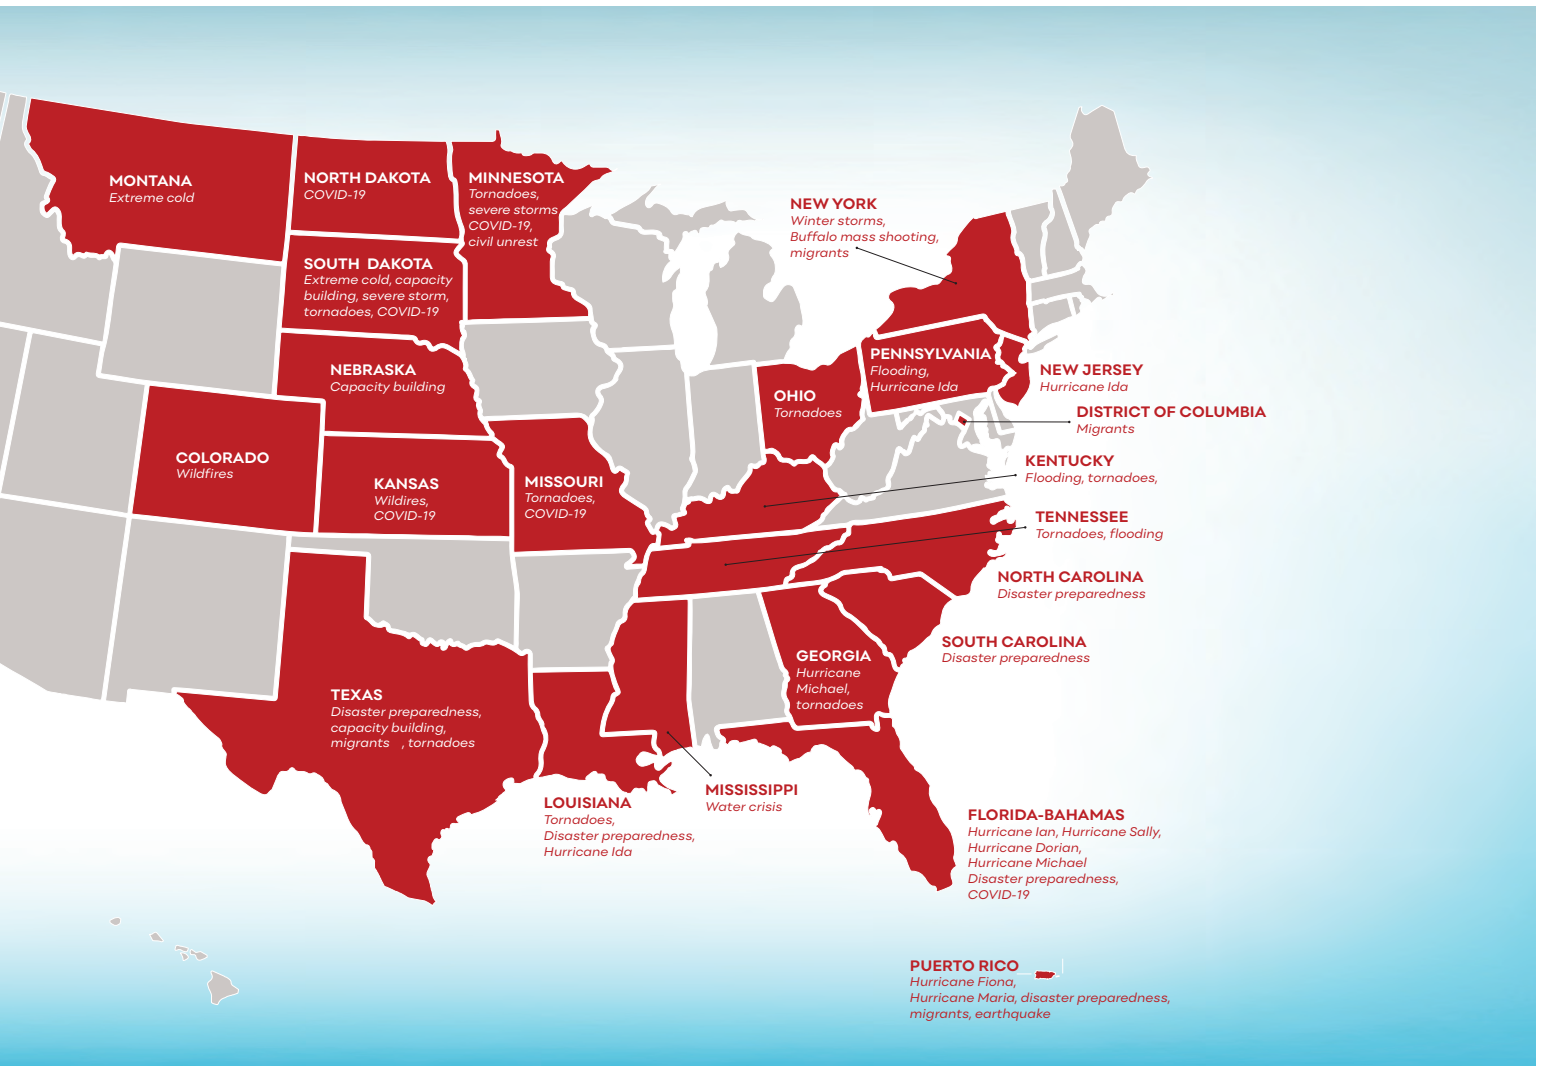 MONTANA
Extreme cold
NORTH DAKOTA
COVID-19
MINNESOTA
Tornadoes,
severe storms
COVID-19,
civil unrest
SOUTH DAKOTA
Extreme cold, capacity
building, severe storm,
tornadoes, COVID-19
NEBRASKA
Capacity building
COLORADO
Wildfires
KANSAS
Wildires,
COVID-19
MISSOURI
Tornadoes,
COVID-19
TEXAS
Disaster preparedness,
capacity building,
migrants , tornadoes
LOUISIANA
Tornadoes,
Disaster preparedness,
Hurricane Ida
MISSISSIPPI
Water crisis
NEW YORK
Winter storms,
Buffalo mass shooting,
migrants
PENNSYLVANIA
Flooding,
Hurricane Ida
OHIO
Tornadoes
NEW JERSEY
Hurricane Ida
DISTRICT OF COLUMBIA
Migrants
KENTUCKY
Flooding, tornadoes,
TENNESSEE
Tornadoes, flooding
NORTH CAROLINA
Disaster preparedness
SOUTH CAROLINA
Disaster preparedness
GEORGIA
Hurricane
Michael,
tornadoes
FLORIDA-BAHAMAS
Hurricane Ian, Hurricane Sally,
Hurricane Dorian,
Hurricane Michael
Disaster preparedness,
COVID-19
PUERTO RICO
Hurricane Fiona,
Hurricane Maria, disaster preparedness,
migrants, earthquake